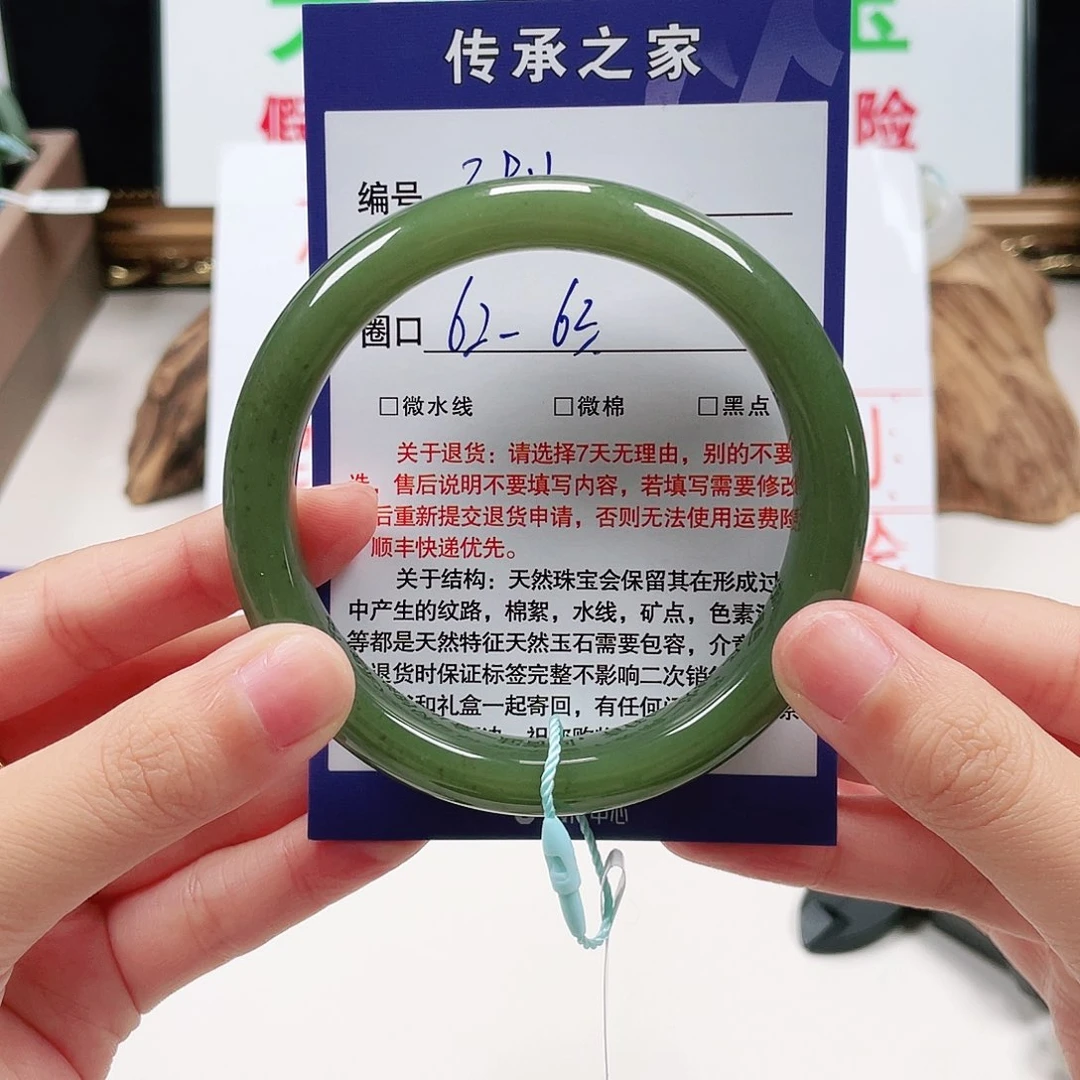 假
险
传承之家
编号
圈口 62-63
□微水线 □微棉 □黑点
关于退货：请选择7天无理由，别的不要
选，售后说明不要填写内容，若填写需要修改
后重新提交退货申请，否则无法使用运费险
顺丰快递优先。
关于结构：天然珠宝会保留其在形成过
中产生的纹路，棉絮，水线，矿点，色素
等都是天然特征天然玉石需要包容，介
退货时保证标签完整不影响二次销
和礼盒一起寄回，有任何
中心